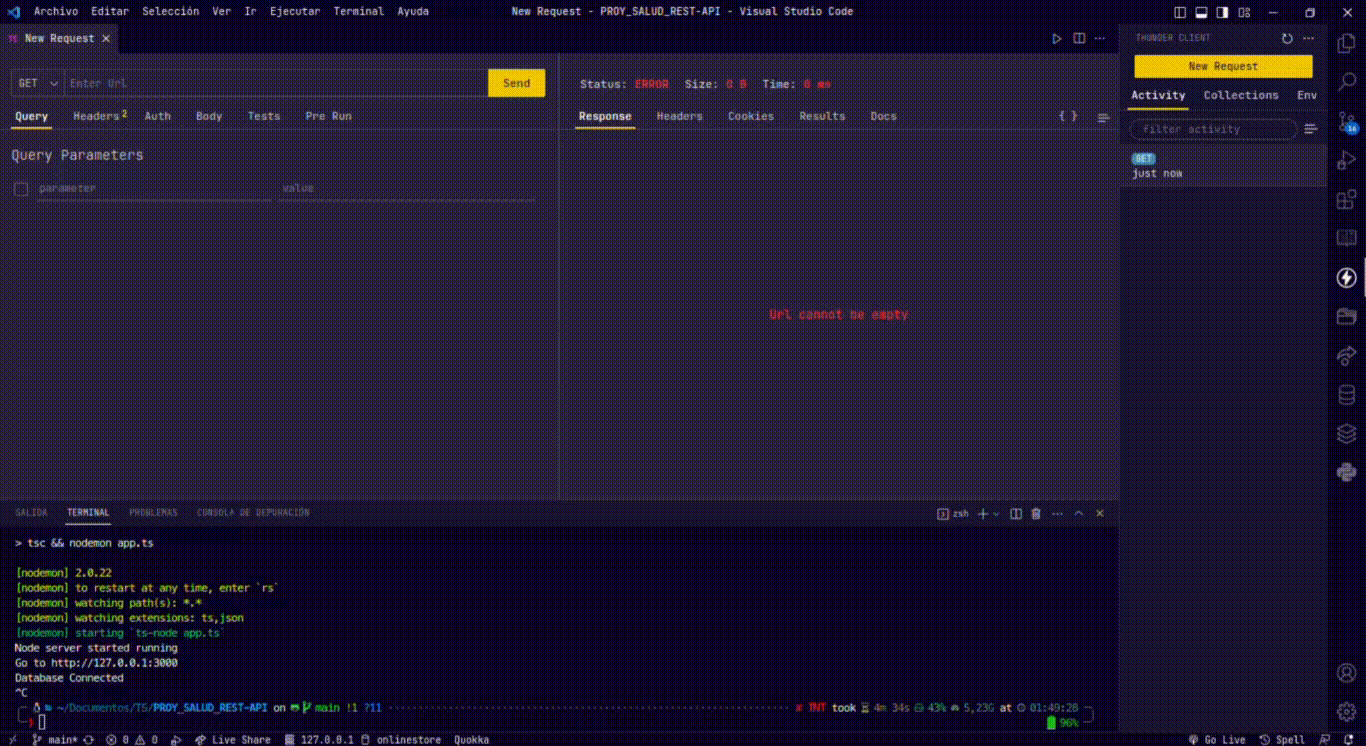 Archivo Editar Selección Ver Ir Ejecutar Terminal Ayuda New Request - PROY_SALUD_REST-API - Visual Studio Code
TS New Request ×
GET Enter Url Send
Query Headers 2 Auth Body Tests Pre Run
Query Parameters
parameter value
Status: ERROR Size: 0 B Time: 0 ms
Response Headers Cookies Results Docs { }
Url cannot be empty
THUNDER CLIENT
New Request
Activity Collections Env
filter activity
GET
just now
16
SALIDA TERMINAL PROBLEMAS CONSOLA DE DEPURACIÓN zsh
> tsc && nodemon app.ts
[nodemon] 2.0.22
[nodemon] to restart at any time, enter `rs`
[nodemon] watching path(s): *.*
[nodemon] watching extensions: ts,json
[nodemon] starting `ts-node app.ts`
Node server started running
Go to http://127.0.0.1:3000
Database Connected
^C
~/Documentos/TS/PROY_SALUD_REST-API on main !1 ?11 ✘ INT took 4m 34s 43% 5,23G at 01:49:28
96%
main* 0 0 Live Share 127.0.0.1 onlinestore Quokka Go Live Spell